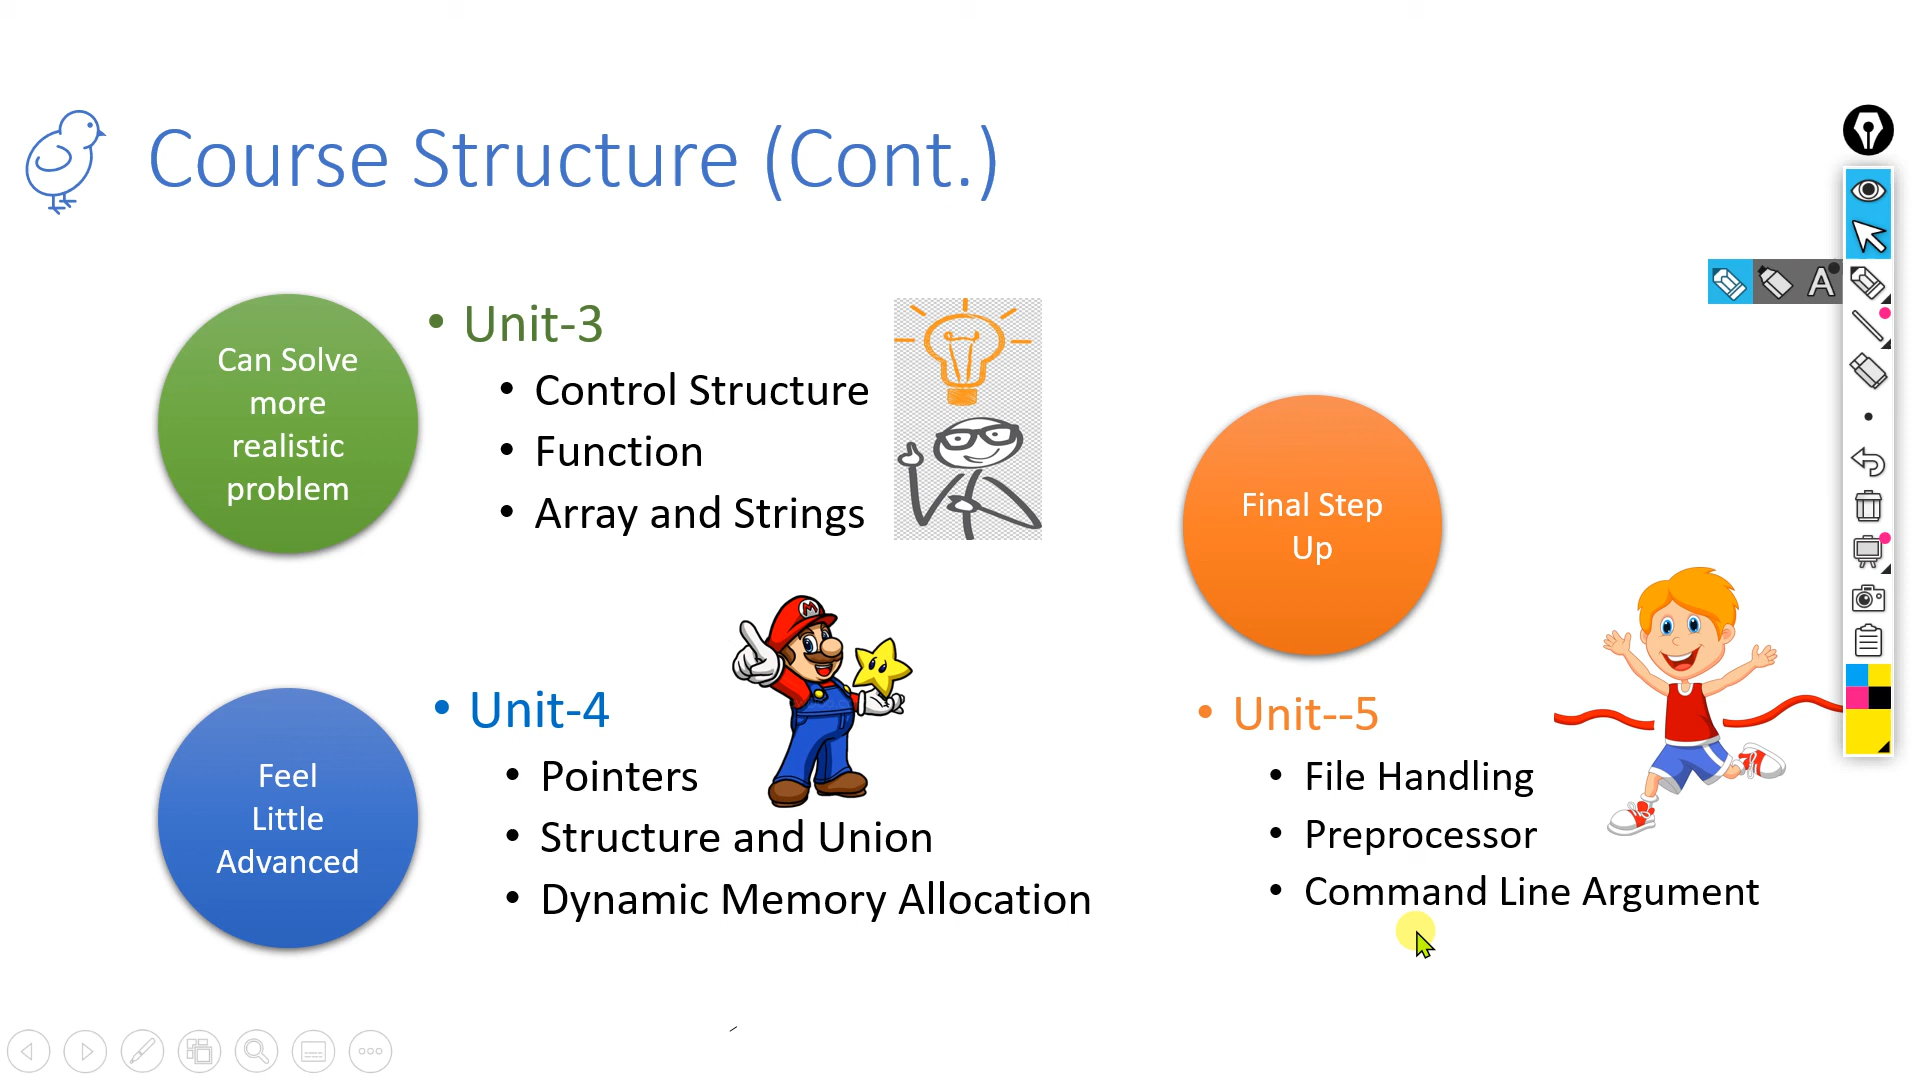 Course Structure (Cont.)
Can Solve
more
realistic
problem
• Unit-3
• Control Structure
• Function
• Array and Strings
Feel
Little
Advanced
• Unit-4
• Pointers
• Structure and Union
• Dynamic Memory Allocation
Final Step
Up
• Unit--5
• File Handling
• Preprocessor
• Command Line Argument
M
A